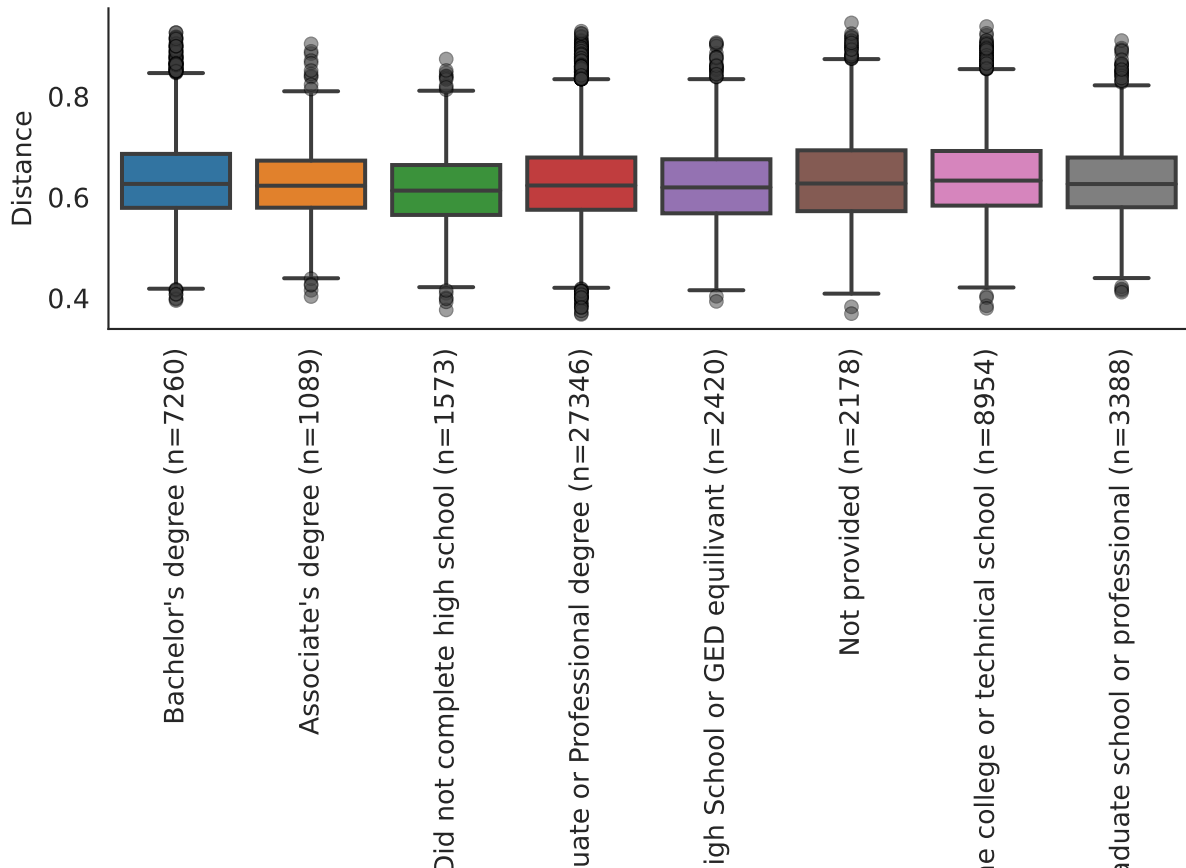 Distance
0.8
0.6
0.4
Bachelor's degree (n=7260)
Associate's degree (n=1089)
Did not complete high school (n=1573)
uate or Professional degree (n=27346)
igh School or GED equilivant (n=2420)
Not provided (n=2178)
e college or technical school (n=8954)
aduate school or professional (n=3388)